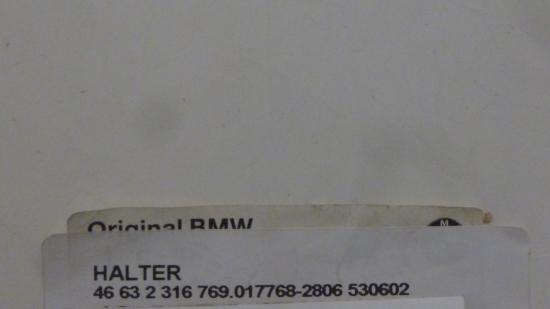 Original BMW
M
HALTER
46 63 2 316 769.017768-2806 530602